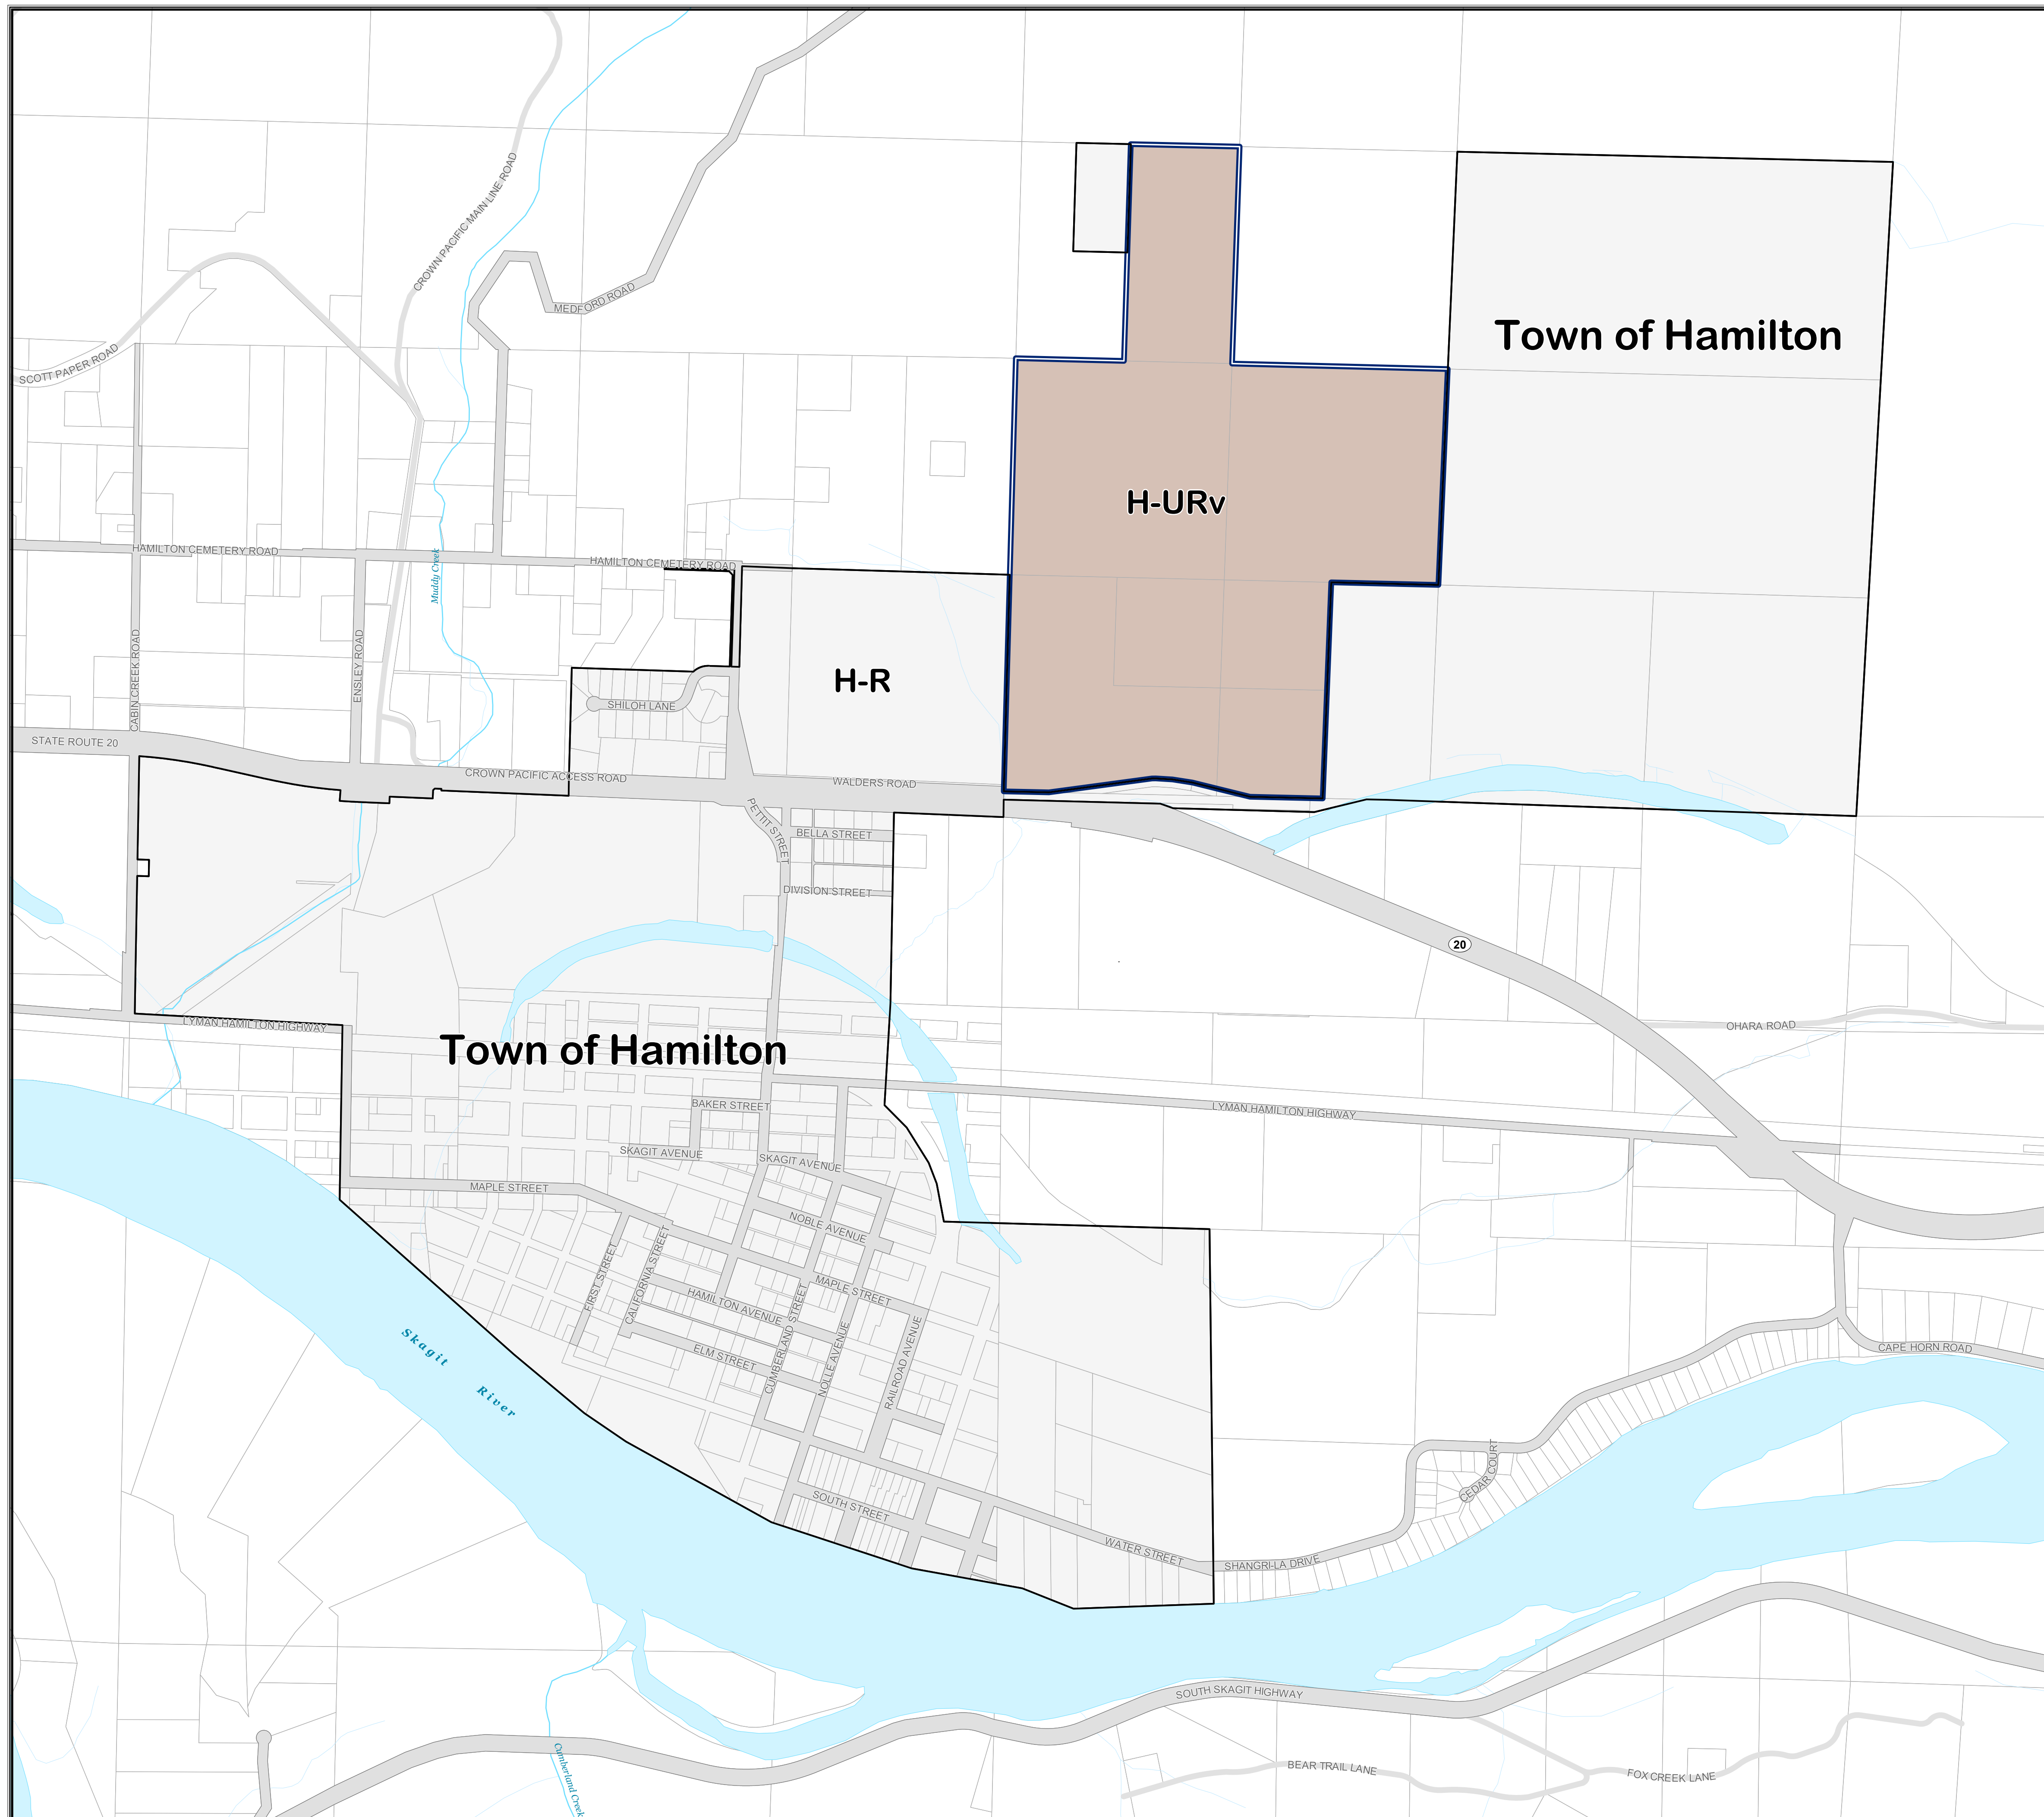 CROWN PACIFIC MAIN LINE ROAD
MEDFORD ROAD
SCOTT PAPER ROAD
Town of Hamilton
H-URv
HAMILTON CEMETERY ROAD
HAMILTON CEMETERY ROAD
Muddy Creek
CABIN CREEK ROAD
ENSLEY ROAD
H-R
SHILOH LANE
STATE ROUTE 20
CROWN PACIFIC ACCESS ROAD
WALDERS ROAD
PETTIT STREET
BELLA STREET
DIVISION STREET
20
LYMAN HAMILTON HIGHWAY
OHARA ROAD
Town of Hamilton
BAKER STREET
LYMAN HAMILTON HIGHWAY
SKAGIT AVENUE
SKAGIT AVENUE
MAPLE STREET
NOBLE AVENUE
FIRST STREET
CALIFORNIA STREET
MAPLE STREET
HAMILTON AVENUE
CUMBERLAND STREET
NOLLE AVENUE
RAILROAD AVENUE
ELM STREET
Skagit
River
CAPE HORN ROAD
CEDAR COURT
SOUTH STREET
WATER STREET
SHANGRI-LA DRIVE
SOUTH SKAGIT HIGHWAY
Cumberland Creek
BEAR TRAIL LANE
FOX CREEK LANE